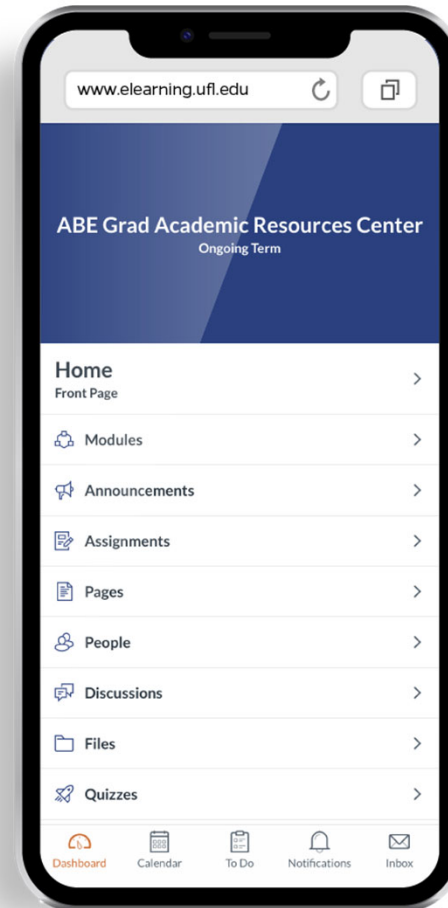 www.elearning.ufl.edu
ABE Grad Academic Resources Center
Ongoing Term
Home
Front Page
Modules
Announcements
Assignments
Pages
People
Discussions
Files
Quizzes
Dashboard Calendar To Do Notifications Inbox